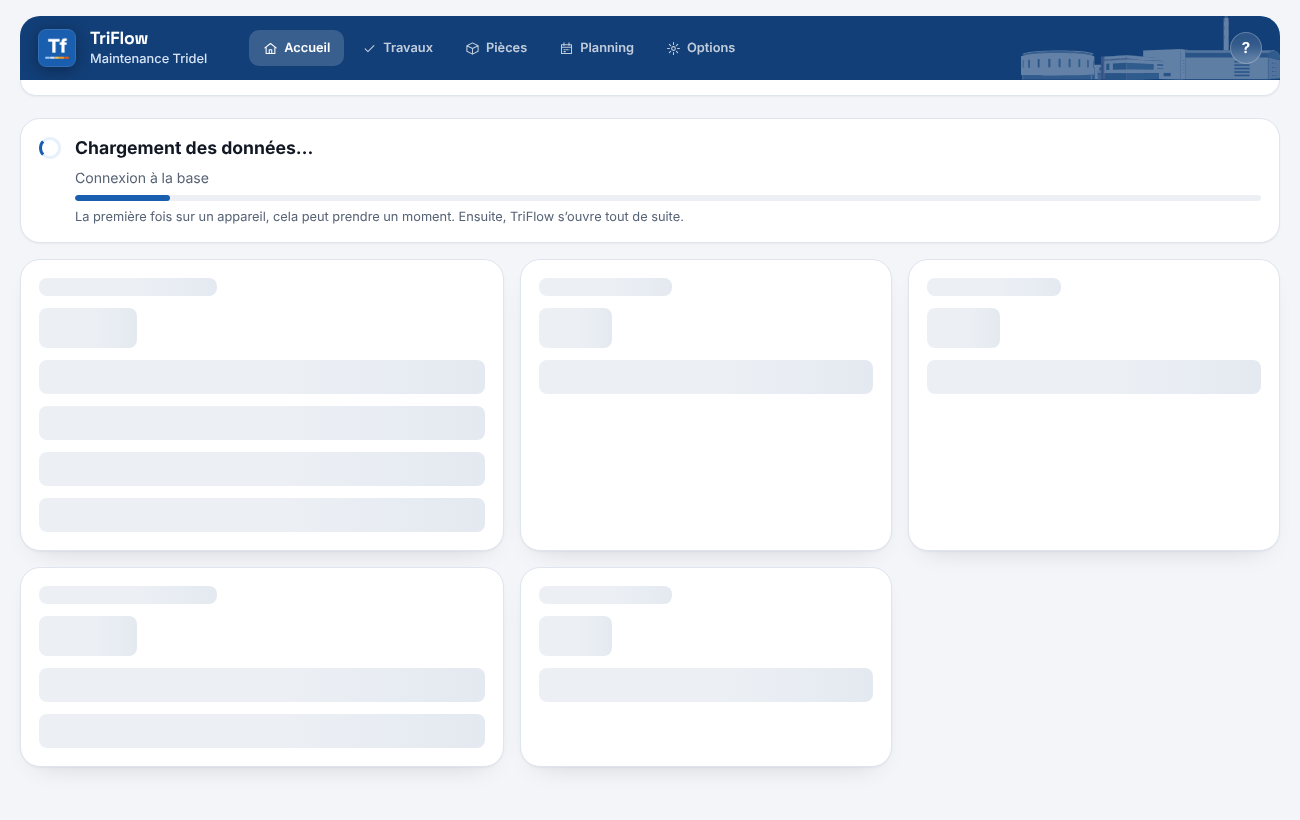 Tf
TriFlow
Maintenance Tridel
Accueil
Travaux
Pièces
Planning
Options
?
Chargement des données…
Connexion à la base
La première fois sur un appareil, cela peut prendre un moment. Ensuite, TriFlow s’ouvre tout de suite.